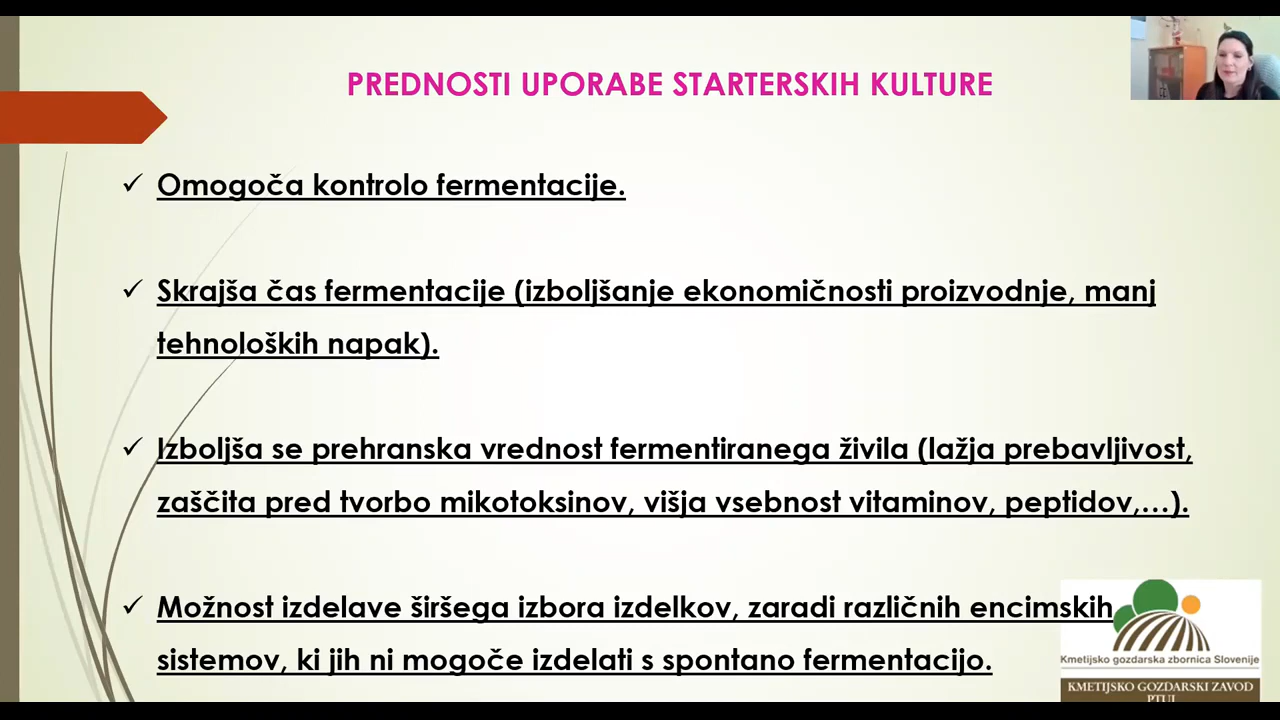 PREDNOSTI UPORABE STARTERSKIH KULTURE
✓ Omogoča kontrolo fermentacije.
✓ Skrajša čas fermentacije (izboljšanje ekonomičnosti proizvodnje, manj
tehnoloških napak).
✓ Izboljša se prehranska vrednost fermentiranega živila (lažja prebavljivost,
zaščita pred tvorbo mikotoksinov, višja vsebnost vitaminov, peptidov,…).
✓ Možnost izdelave širšega izbora izdelkov, zaradi različnih encimskih
sistemov, ki jih ni mogoče izdelati s spontano fermentacijo.
Kmetijsko gozdarska zbornica Slovenije
KMETIJSKO GOZDARSKI ZAVOD
PTUJ